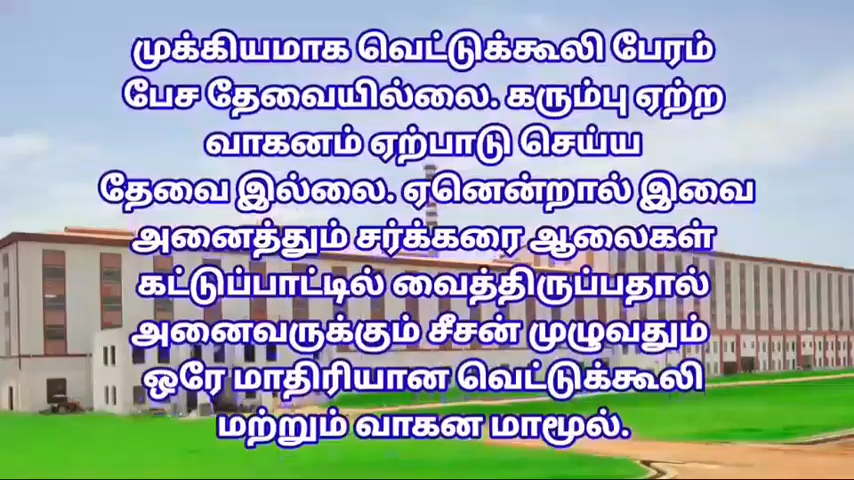 முக்கியமாக வெட்டுக்கூலி பேரம்
பேச தேவையில்லை. கரும்பு ஏற்ற
வாகனம் ஏற்பாடு செய்ய
தேவை இல்லை. ஏனென்றால் இவை
அனைத்தும் சர்க்கரை ஆலைகள்
கட்டுப்பாட்டில் வைத்திருப்பதால்
அனைவருக்கும் சீசன் முழுவதும்
ஒரே மாதிரியான வெட்டுக்கூலி
மற்றும் வாகன மாமூல்.